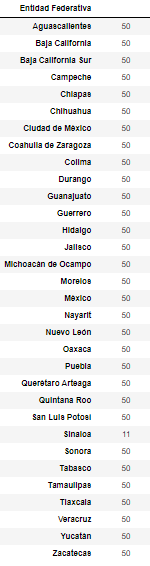 Entidad Federativa
Aguascalientes 50
Baja California 50
Baja California Sur 50
Campeche 50
Chiapas 50
Chihuahua 50
Ciudad de México 50
Coahuila de Zaragoza 50
Colima 50
Durango 50
Guanajuato 50
Guerrero 50
Hidalgo 50
Jalisco 50
Michoacán de Ocampo 50
Morelos 50
México 50
Nayarit 50
Nuevo León 50
Oaxaca 50
Puebla 50
Querétaro Arteaga 50
Quintana Roo 50
San Luis Potosí 50
Sinaloa 11
Sonora 50
Tabasco 50
Tamaulipas 50
Tlaxcala 50
Veracruz 50
Yucatán 50
Zacatecas 50